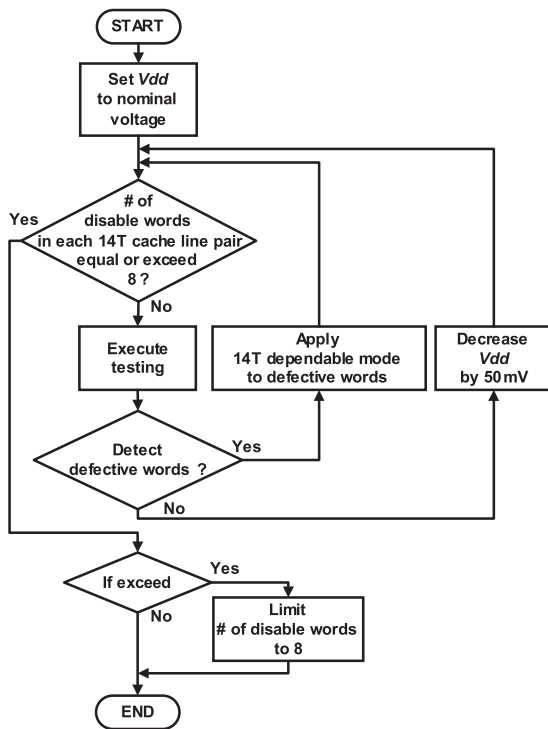 START
Set Vdd
to nominal
voltage
# of
disable words
in each 14T cache line pair
equal or exceed
8 ?
Yes
No
Execute
testing
Apply
14T dependable mode
to defective words
Decrease
Vdd
by 50 mV
Detect
defective words ?
Yes
No
If exceed
Yes
No
Limit
# of disable words
to 8
END